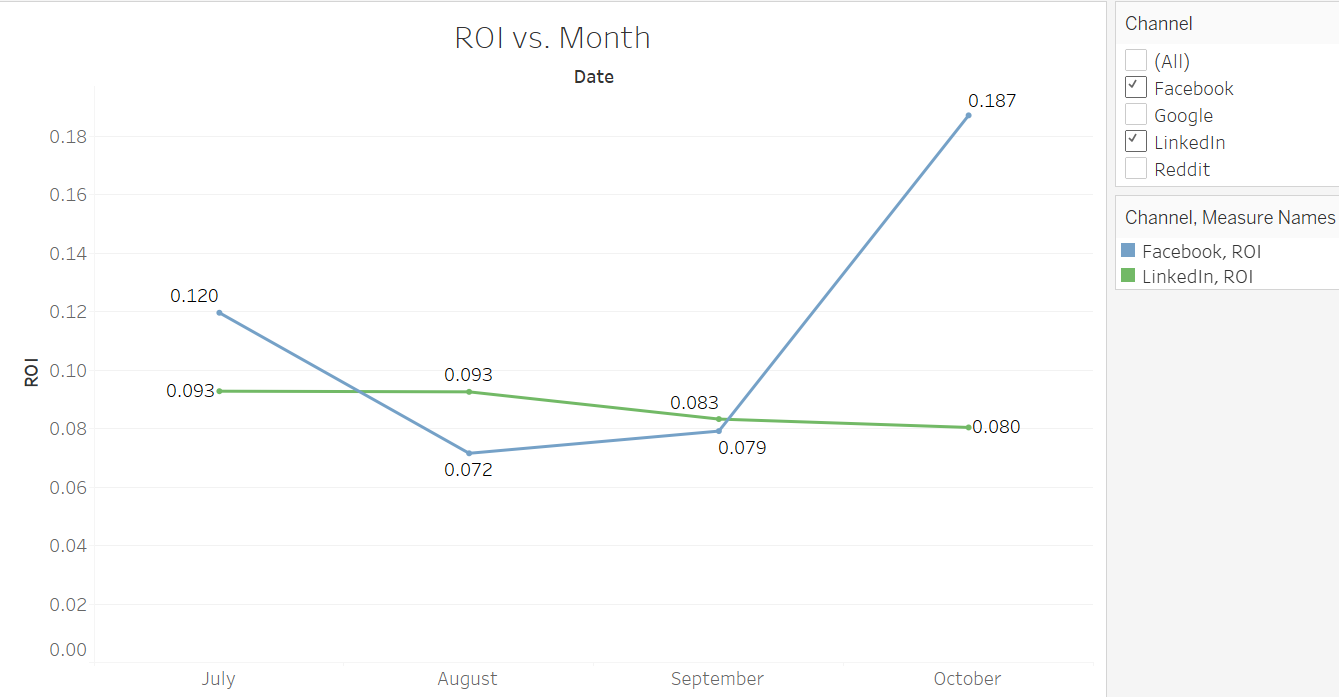 ROI vs. Month
Date
0.18
0.16
0.14
0.12
0.10
0.08
0.06
0.04
0.02
0.00
ROI
0.120
0.093
0.093
0.072
0.083
0.079
0.187
0.080
July
August
September
October
Channel
(All)
Facebook
Google
LinkedIn
Reddit
Channel, Measure Names
Facebook, ROI
LinkedIn, ROI